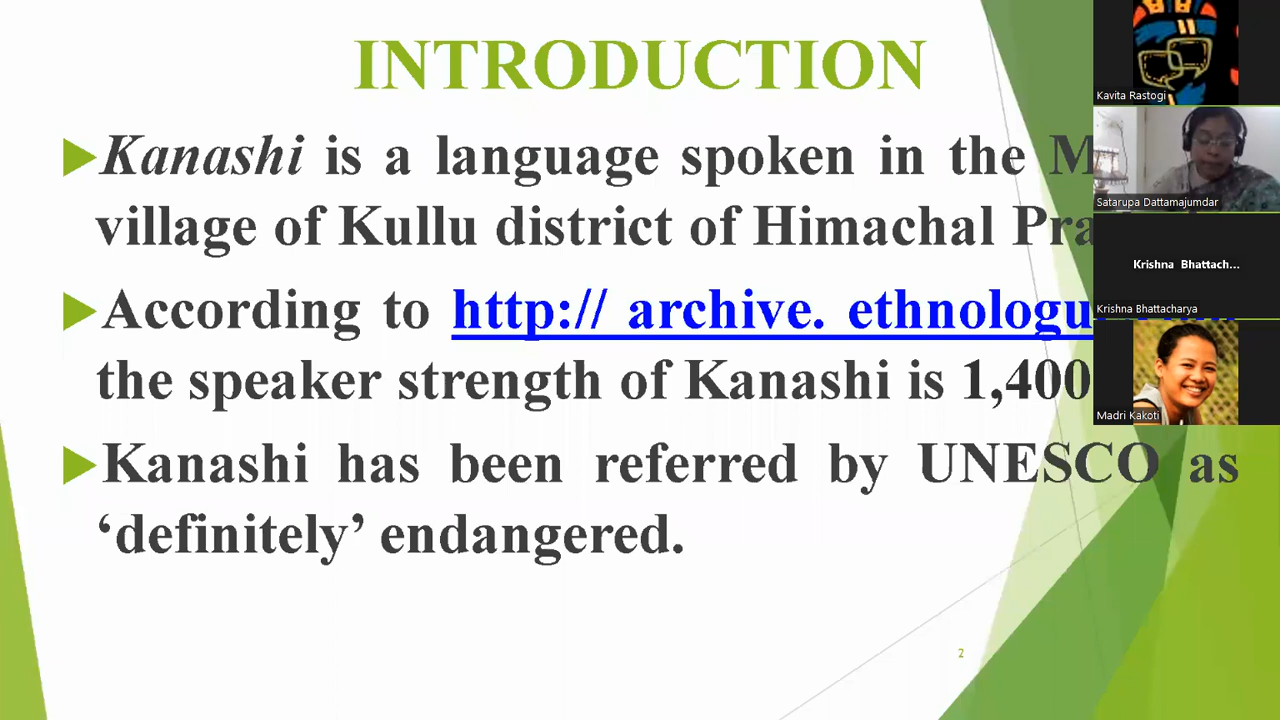 INTRODUCTION
Kanashi is a language spoken in the
village of Kullu district of Himachal
According to http:// archive. ethnologu
the speaker strength of Kanashi is 1,400
Kanashi has been referred by UNESCO as
‘definitely’ endangered.
2
Kavita Rastogi
Satarupa Dattamajumdar
Krishna Bhattach...
Krishna Bhattacharya
Madri Kakoti